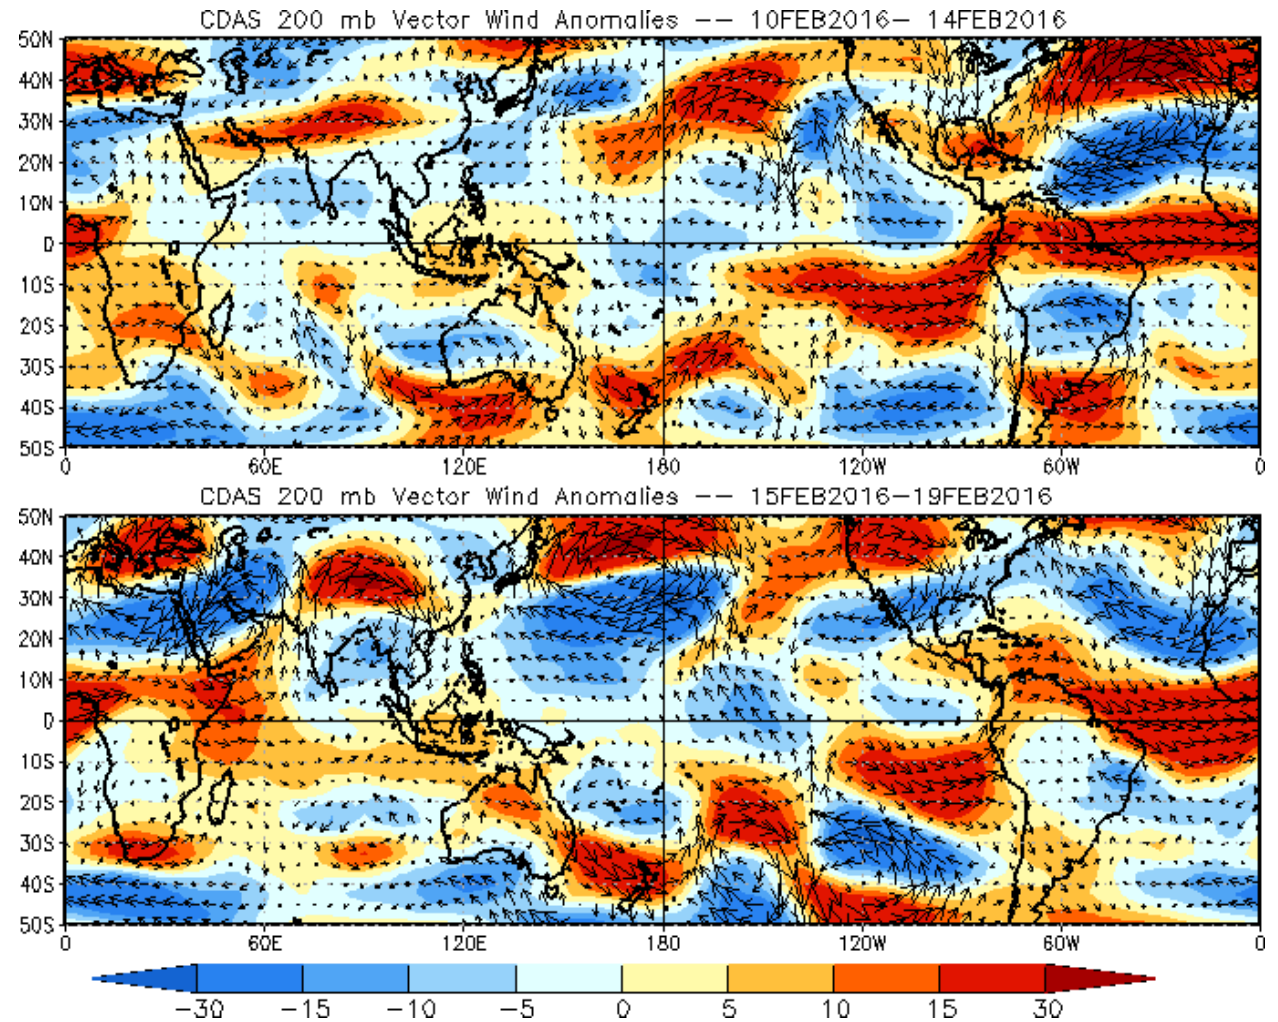 CDAS 200 mb Vector Wind Anomalies -- 10FEB2016- 14FEB2016
50N
40N
30N
20N
10N
0
10S
20S
30S
40S
50S
0 60E 120E 180 120W 60W 0
CDAS 200 mb Vector Wind Anomalies -- 15FEB2016-19FEB2016
50N
40N
30N
20N
10N
0
10S
20S
30S
40S
50S
0 60E 120E 180 120W 60W 0
-30 -15 -10 -5 0 5 10 15 30